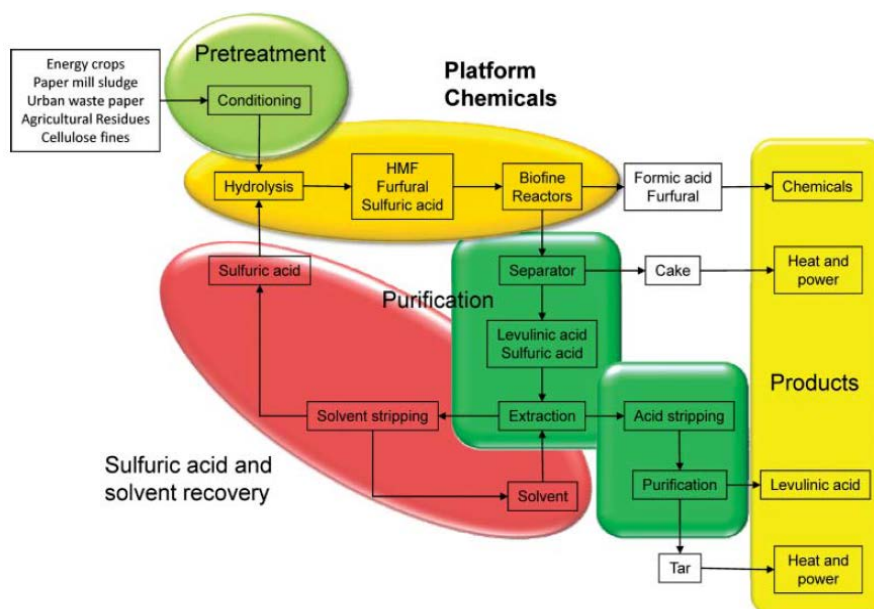 Pretreatment
Energy crops
Paper mill sludge
Urban waste paper
Agricultural Residues
Cellulose fines
Conditioning
Platform
Chemicals
Hydrolysis
HMF
Furfural
Sulfuric acid
Biofine
Reactors
Formic acid
Furfural
Chemicals
Sulfuric acid
Purification
Separator
Cake
Heat and
power
Levulinic acid
Sulfuric acid
Products
Solvent stripping
Extraction
Acid stripping
Sulfuric acid and
solvent recovery
Solvent
Purification
Levulinic acid
Tar
Heat and
power